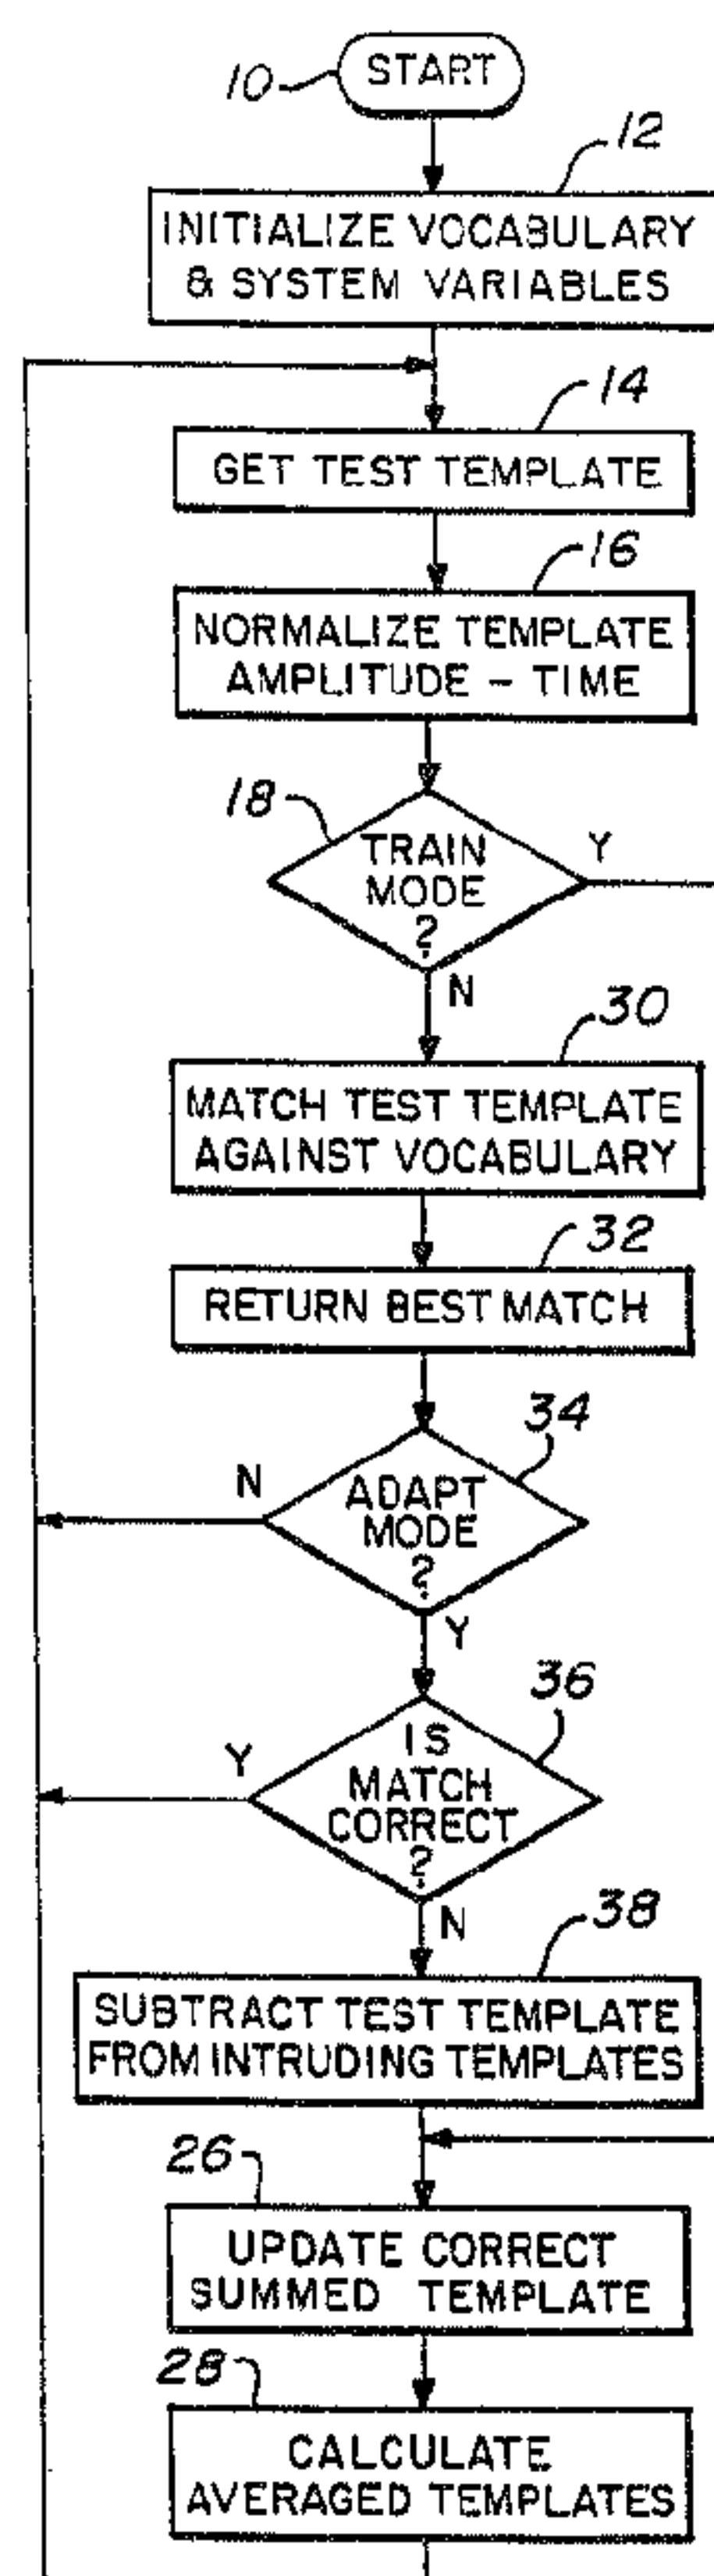 10
START
12
INITIALIZE VOCABULARY
& SYSTEM VARIABLES
14
GET TEST TEMPLATE
16
NORMALIZE TEMPLATE
AMPLITUDE - TIME
18
TRAIN
MODE
?
Y
N
30
MATCH TEST TEMPLATE
AGAINST VOCABULARY
32
RETURN BEST MATCH
34
N
ADAPT
MODE
?
Y
36
Y
IS
MATCH
CORRECT
?
N
38
SUBTRACT TEST TEMPLATE
FROM INTRUDING TEMPLATES
26
UPDATE CORRECT
SUMMED TEMPLATE
28
CALCULATE
AVERAGED TEMPLATES